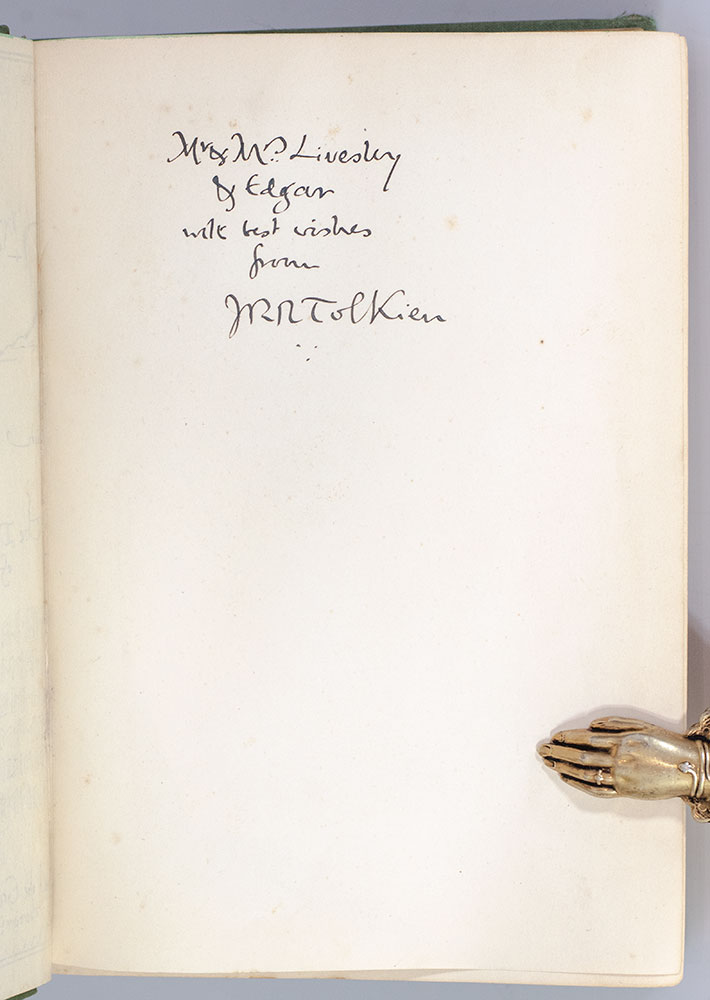 Mr & Mrs Livesley
& Edgar
with best wishes
from
JRRTolkien